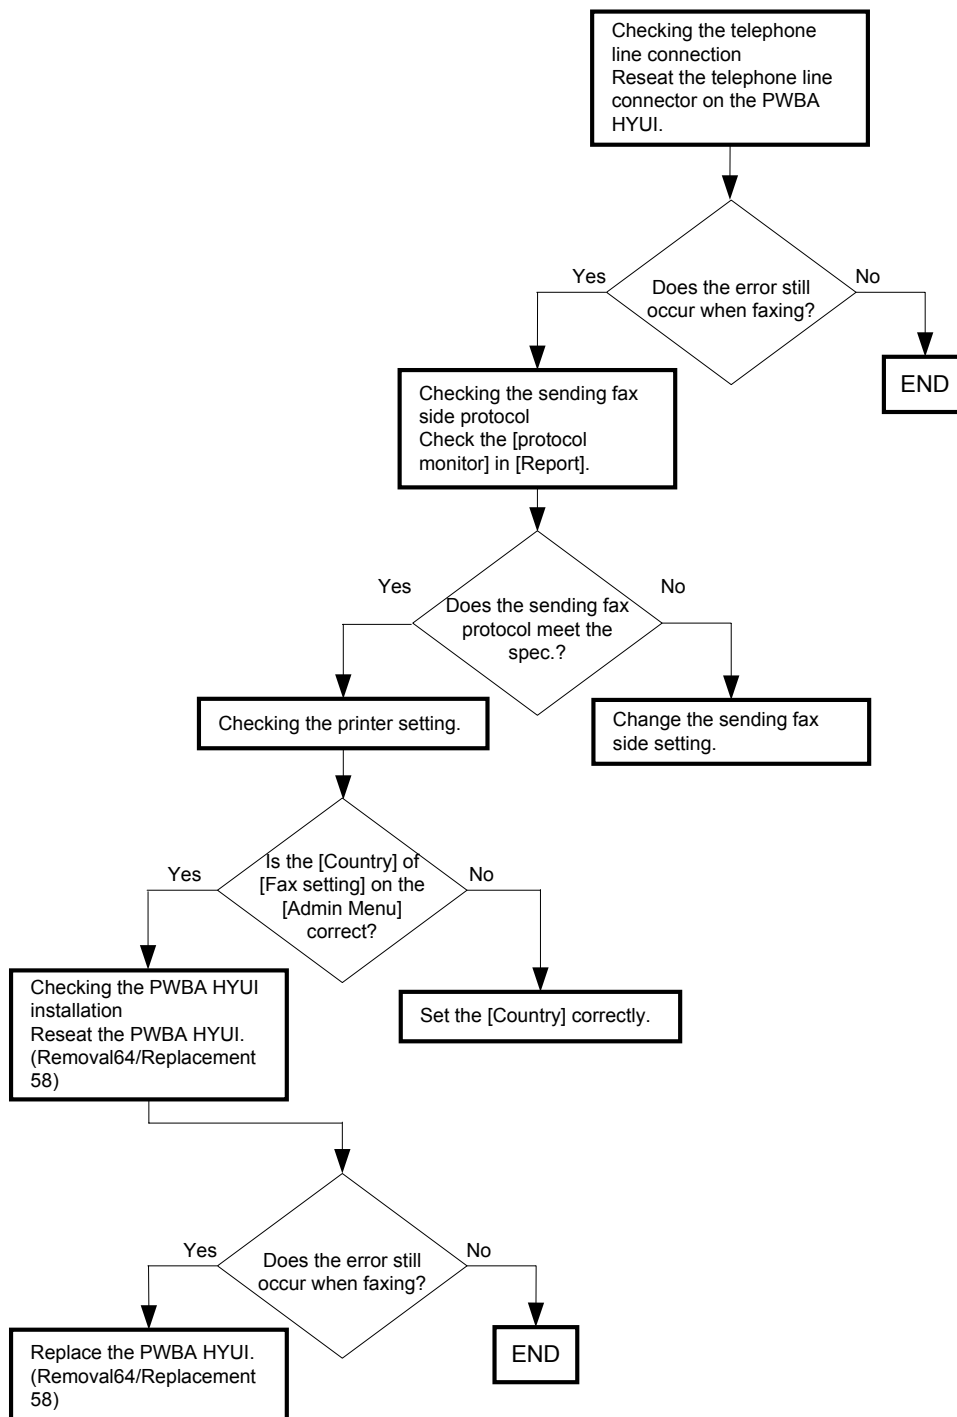 Checking the telephone
line connection
Reseat the telephone line
connector on the PWBA
HYUI.
Yes
No
Does the error still
occur when faxing?
END
Checking the sending fax
side protocol
Check the [protocol
monitor] in [Report].
Yes
No
Does the sending fax
protocol meet the
spec.?
Checking the printer setting.
Change the sending fax
side setting.
Yes
No
Is the [Country] of
[Fax setting] on the
[Admin Menu]
correct?
Checking the PWBA HYUI
installation
Reseat the PWBA HYUI.
(Removal64/Replacement
58)
Set the [Country] correctly.
Yes
No
Does the error still
occur when faxing?
Replace the PWBA HYUI.
(Removal64/Replacement
58)
END